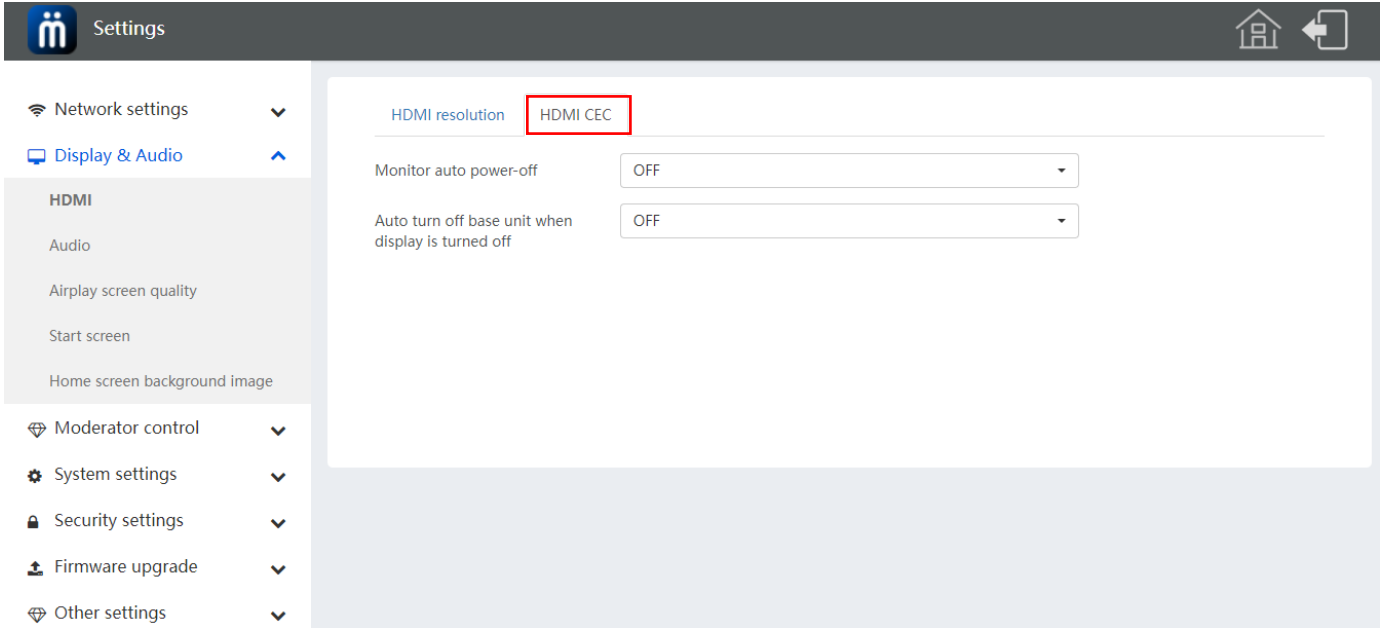 Settings
Network settings
Display & Audio
HDMI
Audio
Airplay screen quality
Start screen
Home screen background image
Moderator control
System settings
Security settings
Firmware upgrade
Other settings
HDMI resolution
HDMI CEC
Monitor auto power-off
OFF
Auto turn off base unit when
display is turned off
OFF